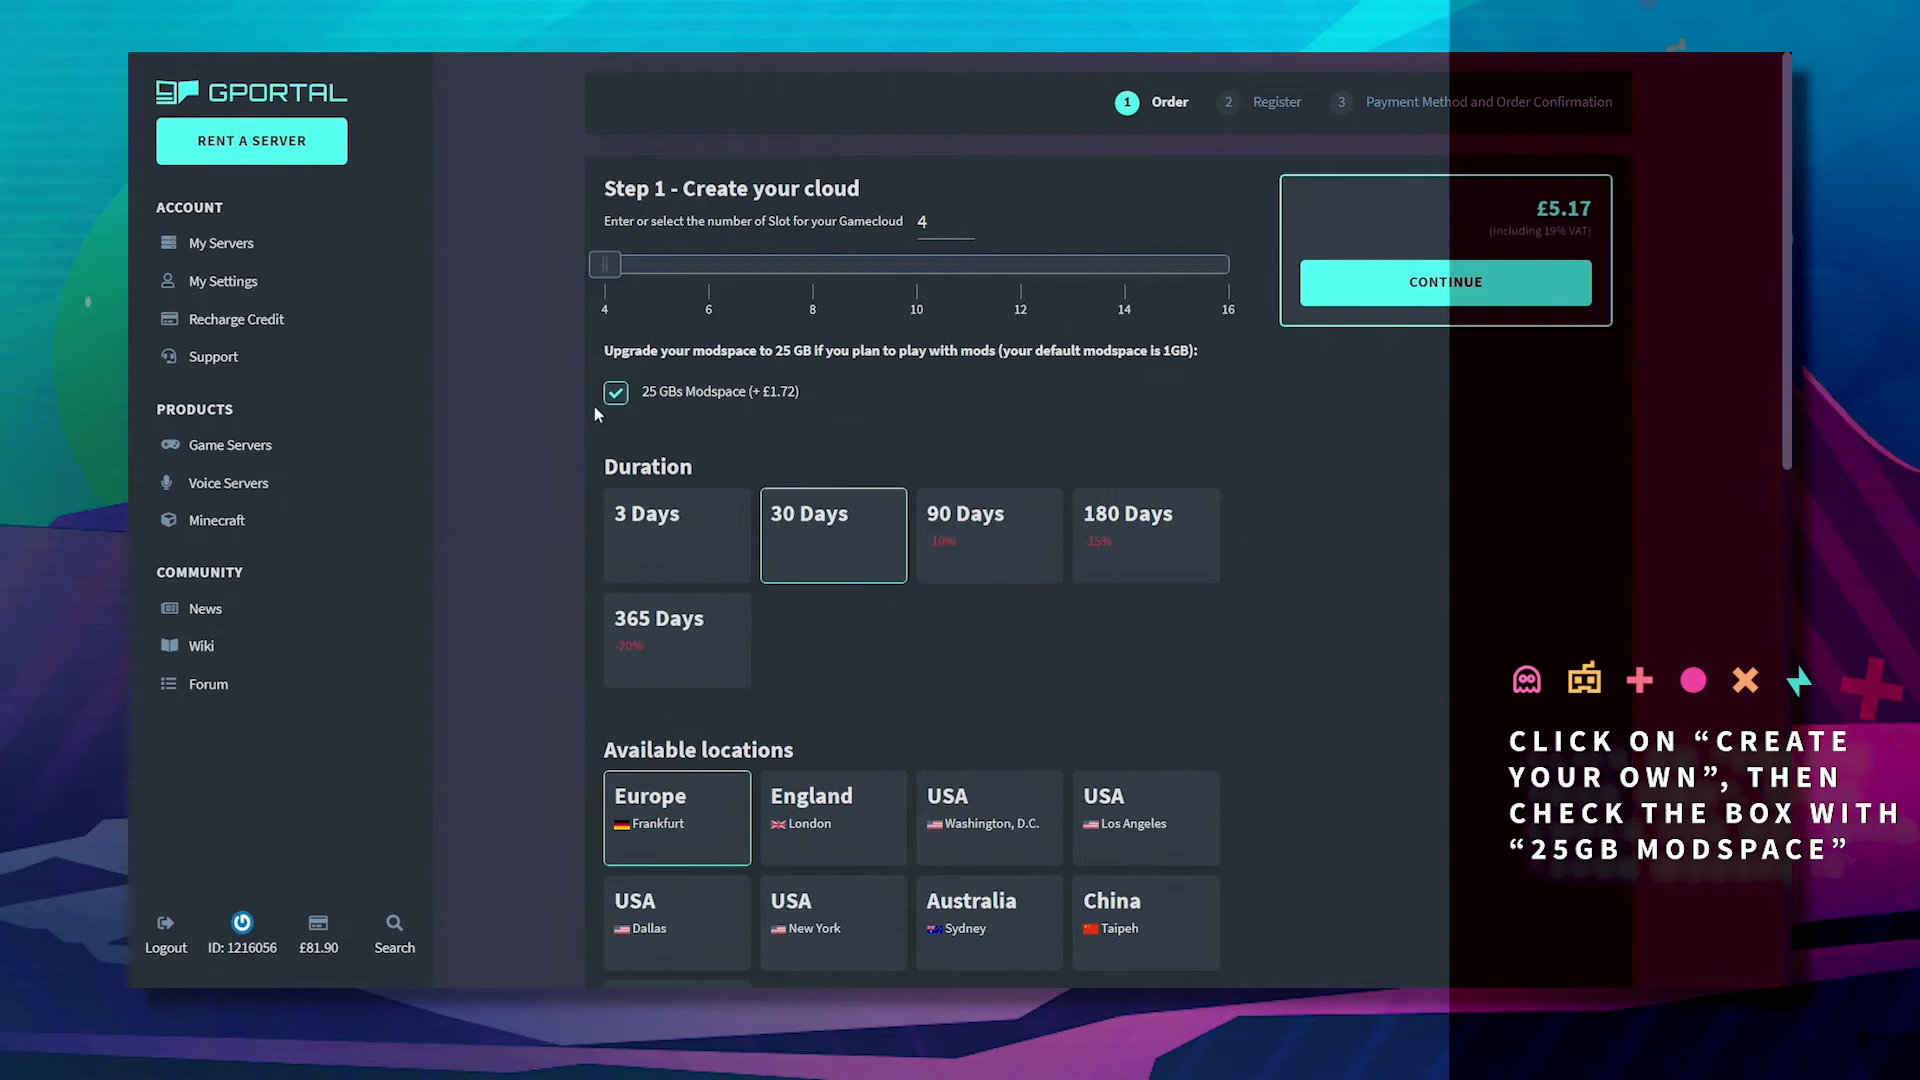 GPORTAL
RENT A SERVER
ACCOUNT
My Servers
My Settings
Recharge Credit
Support
PRODUCTS
Game Servers
Voice Servers
Minecraft
COMMUNITY
News
Wiki
Forum
Logout
ID: 1216056
£81.90
Search
1 Order
2 Register
3 Payment Method and Order Confirmation
Step 1 - Create your cloud
Enter or select the number of Slot for your Gamecloud 4
4 6 8 10 12 14 16
Upgrade your modspace to 25 GB if you plan to play with mods (your default modspace is 1GB):
25 GBs Modspace (+ £1.72)
Duration
3 Days
30 Days
90 Days
-10%
180 Days
-15%
365 Days
-20%
Available locations
Europe
Frankfurt
England
London
USA
Washington, D.C.
USA
Los Angeles
USA
Dallas
USA
New York
Australia
Sydney
China
Taipeh
£5.17
(Including 19% VAT)
CONTINUE
CLICK ON “CREATE
YOUR OWN”, THEN
CHECK THE BOX WITH
“25GB MODSPACE”